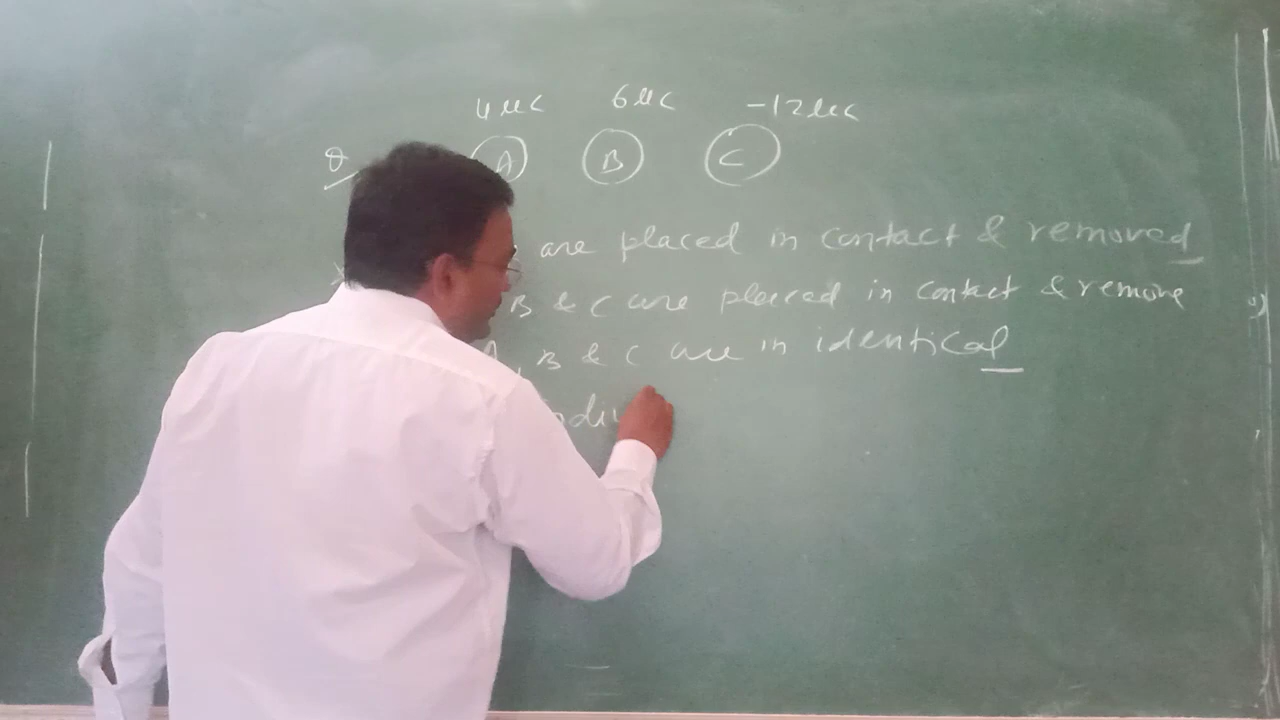 4μc 6μc -12μc
Q A B C
are placed in contact & removed
B & C are placed in contact & remove
A, B & C are in identical